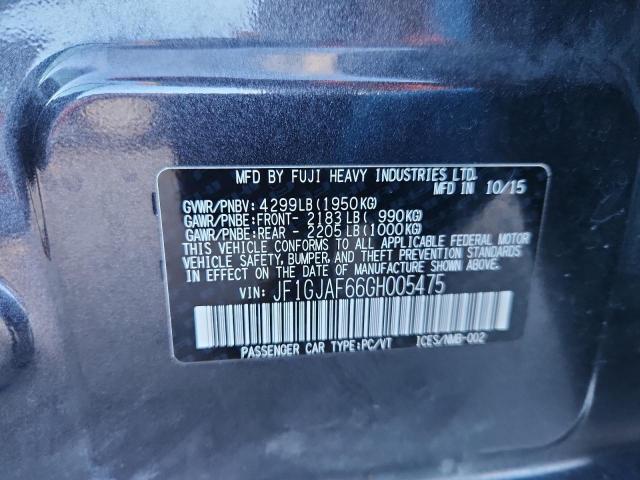 MFD BY FUJI HEAVY INDUSTRIES LTD.
MFD IN 10/15
GVWR/PNBV: 4299LB (1950KG)
GAWR/PNBE:FRONT- 2183LB ( 990KG)
GAWR/PNBE:REAR - 2205LB (1000KG)
THIS VEHICLE CONFORMS TO ALL APPLICABLE FEDERAL MOTOR
VEHICLE SAFETY, BUMPER, AND THEFT PREVENTION STANDARDS
IN EFFECT ON THE DATE OF MANUFACTURE SHOWN ABOVE.
VIN: JF1GJAF66GH005475
PASSENGER CAR TYPE:PC/VT ICES/NMB-002